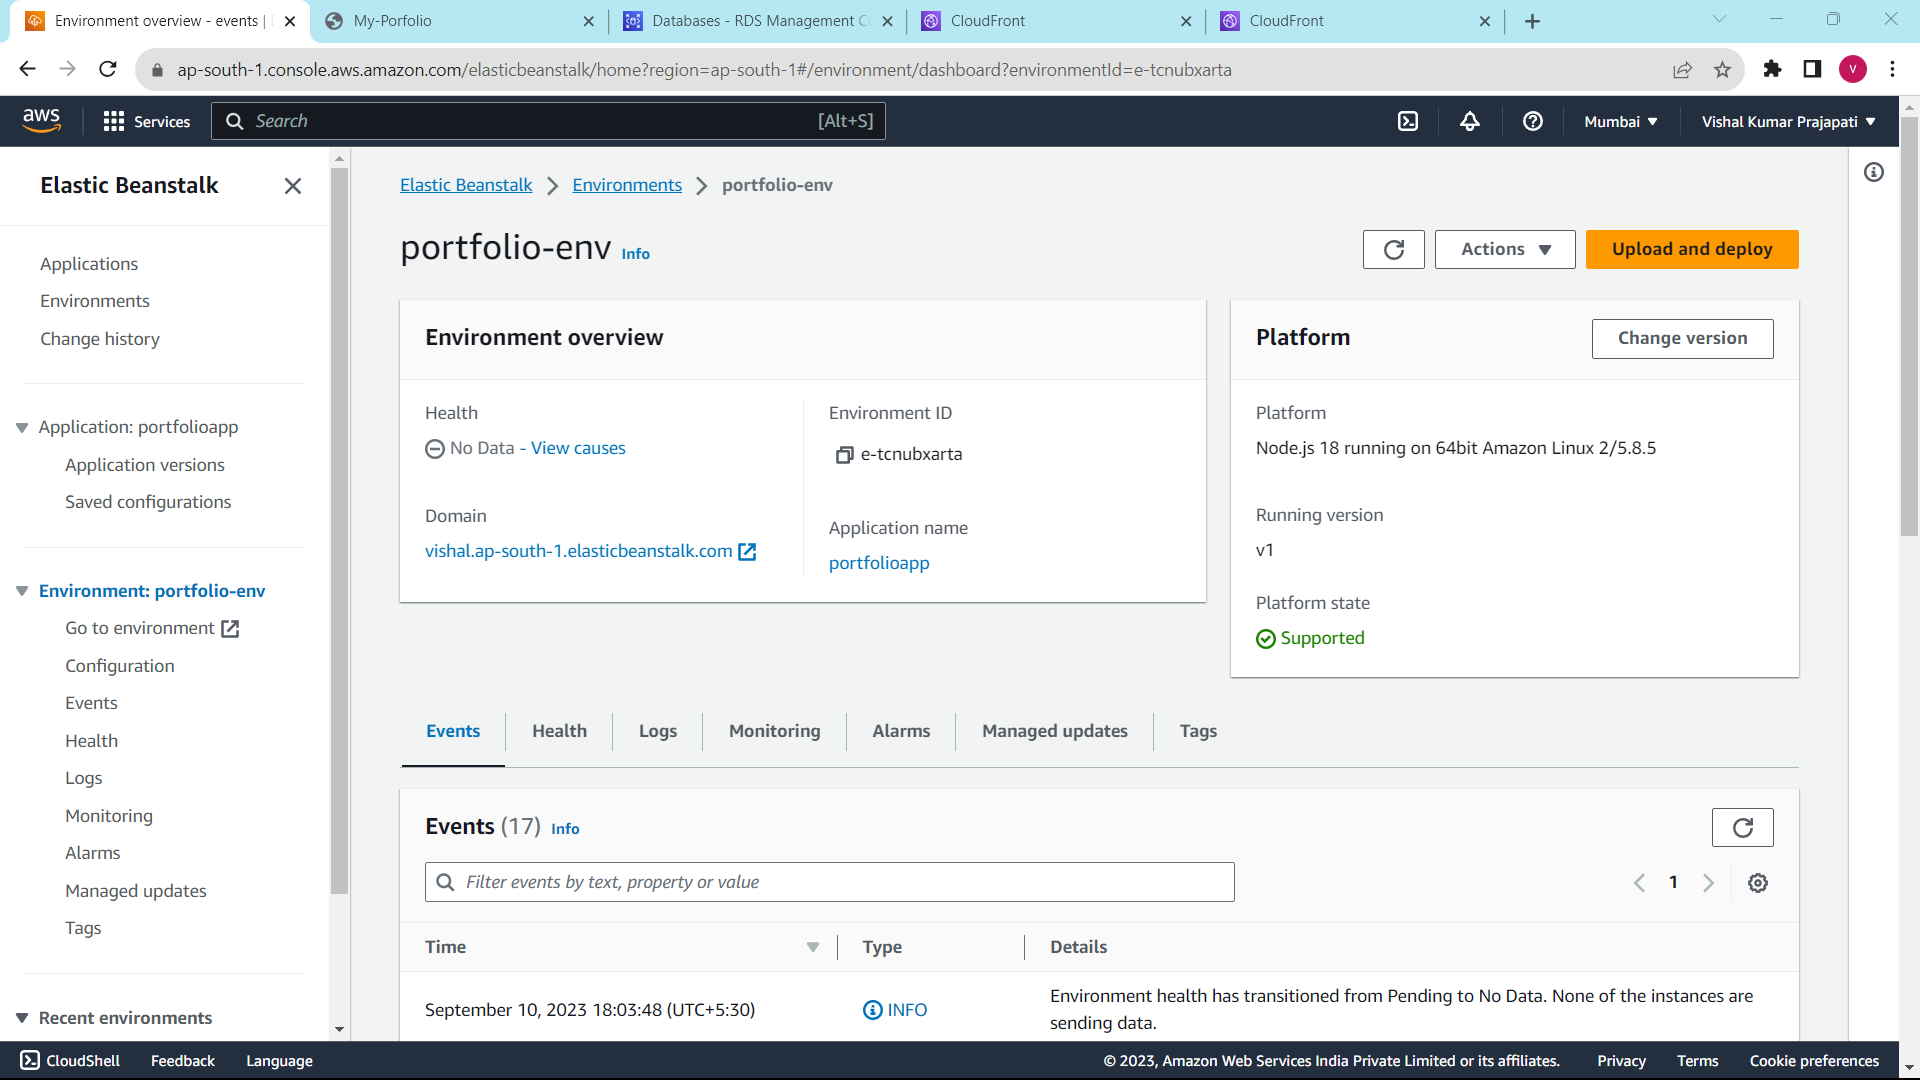 Environment overview - events |
My-Porfolio
Databases - RDS Management Co
CloudFront
CloudFront
ap-south-1.console.aws.amazon.com/elasticbeanstalk/home?region=ap-south-1#/environment/dashboard?environmentId=e-tcnubxarta
V
aws
Services
Search
[Alt+S]
Mumbai
Vishal Kumar Prajapati
Elastic Beanstalk
Applications
Environments
Change history
Application: portfolioapp
Application versions
Saved configurations
Environment: portfolio-env
Go to environment
Configuration
Events
Health
Logs
Monitoring
Alarms
Managed updates
Tags
Recent environments
Elastic Beanstalk
Environments
portfolio-env
portfolio-env Info
Actions
Upload and deploy
Environment overview
Health
No Data - View causes
Domain
vishal.ap-south-1.elasticbeanstalk.com
Environment ID
e-tcnubxarta
Application name
portfolioapp
Platform
Change version
Platform
Node.js 18 running on 64bit Amazon Linux 2/5.8.5
Running version
v1
Platform state
Supported
Events
Health
Logs
Monitoring
Alarms
Managed updates
Tags
Events (17) Info
Filter events by text, property or value
1
Time
Type
Details
September 10, 2023 18:03:48 (UTC+5:30)
INFO
Environment health has transitioned from Pending to No Data. None of the instances are
sending data.
CloudShell
Feedback
Language
© 2023, Amazon Web Services India Private Limited or its affiliates.
Privacy
Terms
Cookie preferences